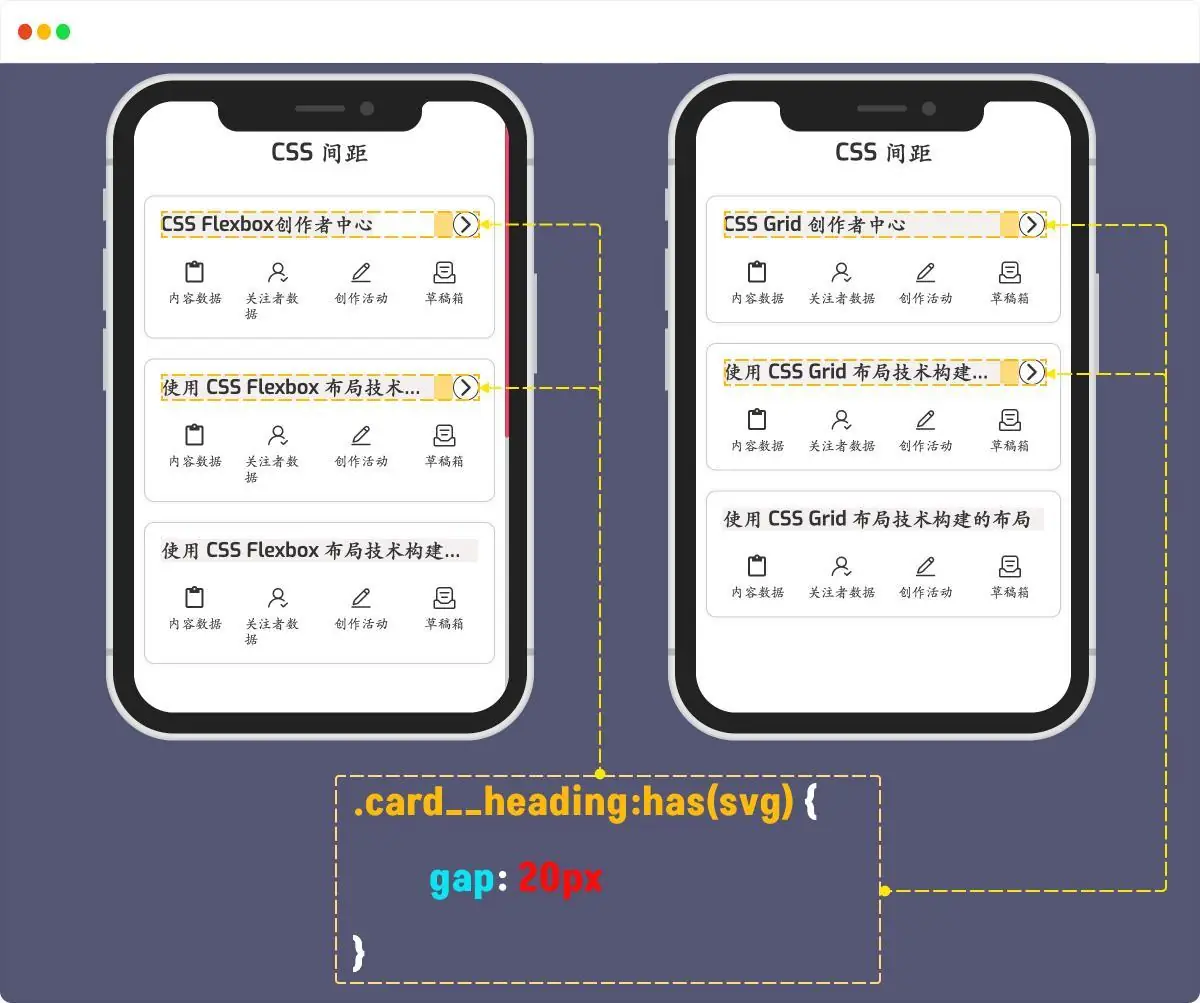 CSS 间距
CSS Flexbox创作者中心
内容数据
关注者数
据
创作活动
草稿箱
使用 CSS Flexbox 布局技术...
内容数据
关注者数
据
创作活动
草稿箱
使用 CSS Flexbox 布局技术构建...
内容数据
关注者数
据
创作活动
草稿箱
CSS 间距
CSS Grid 创作者中心
内容数据
关注者数据
创作活动
草稿箱
使用 CSS Grid 布局技术构建...
内容数据
关注者数据
创作活动
草稿箱
使用 CSS Grid 布局技术构建的布局
内容数据
关注者数据
创作活动
草稿箱
.card__heading:has(svg) {
gap: 20px
}